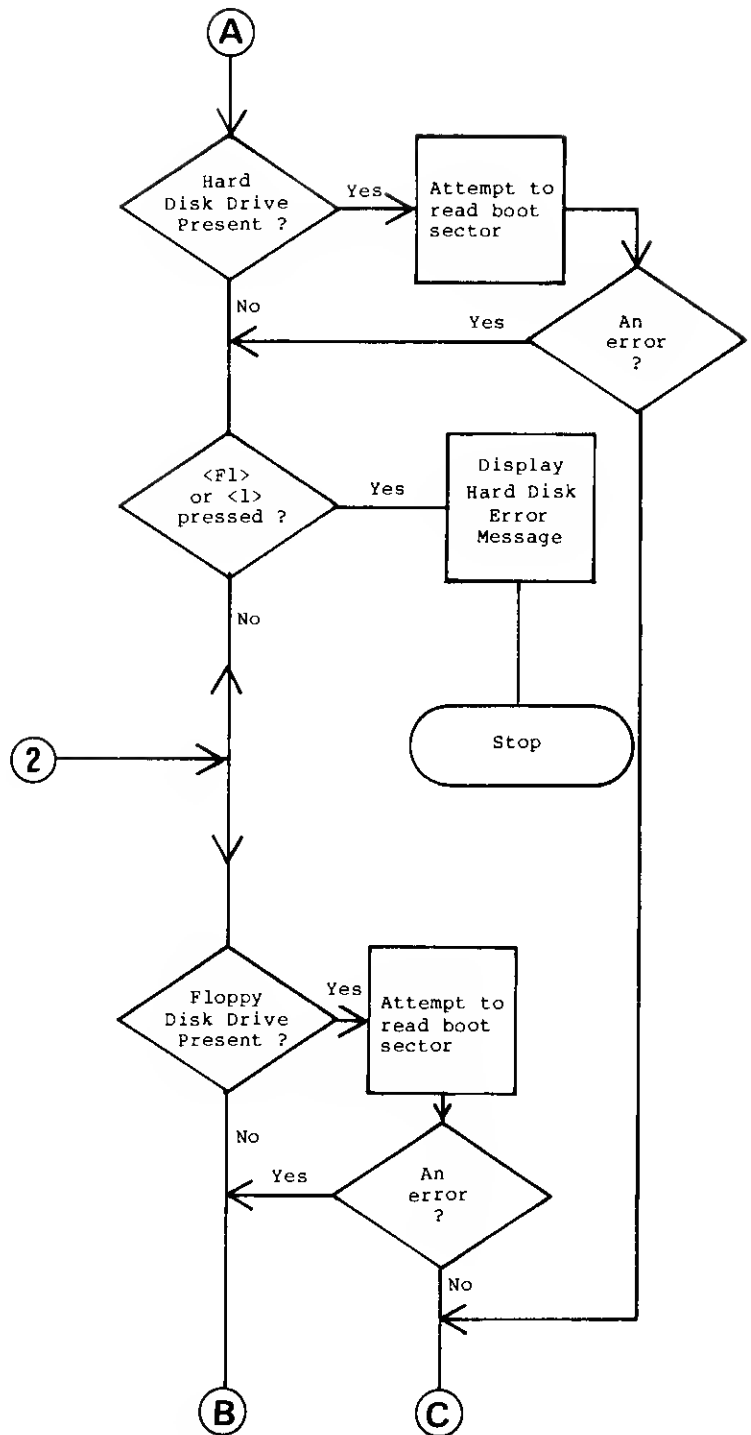 A
Hard
Disk Drive
Present ?
Yes
Attempt to
read boot
sector
No
Yes
An
error
?
<F1>
or <1>
pressed ?
Yes
Display
Hard Disk
Error
Message
No
Stop
2
Floppy
Disk Drive
Present ?
Yes
Attempt to
read boot
sector
No
Yes
An
error
?
No
B
C